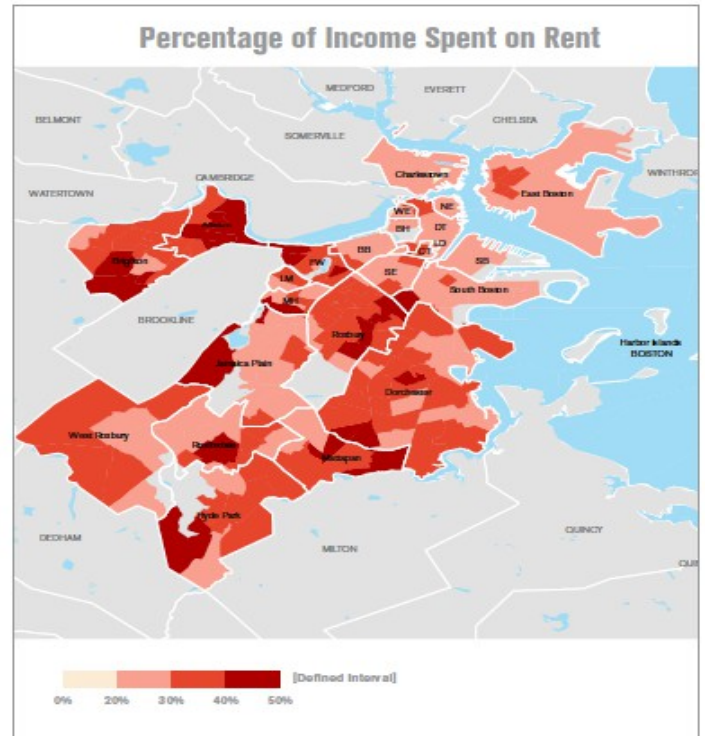 Percentage of Income Spent on Rent
MEDFORD
EVERETT
BELMONT
CHELSEA
SOMERVILLE
WINTHROP
Charlestown
CAMBRIDGE
WATERTOWN
East Boston
WE
NE
BH
DT
LD
CT
BB
Brighton
FW
SB
SE
LM
South Boston
MH
BROOKLINE
Roxbury
Harbor Islands
BOSTON
Jamaica Plain
Dorchester
West Roxbury
Roslindale
Mattapan
Hyde Park
QUINCY
DEDHAM
MILTON
QUI
[Defined Interval]
0% 20% 30% 40% 50%